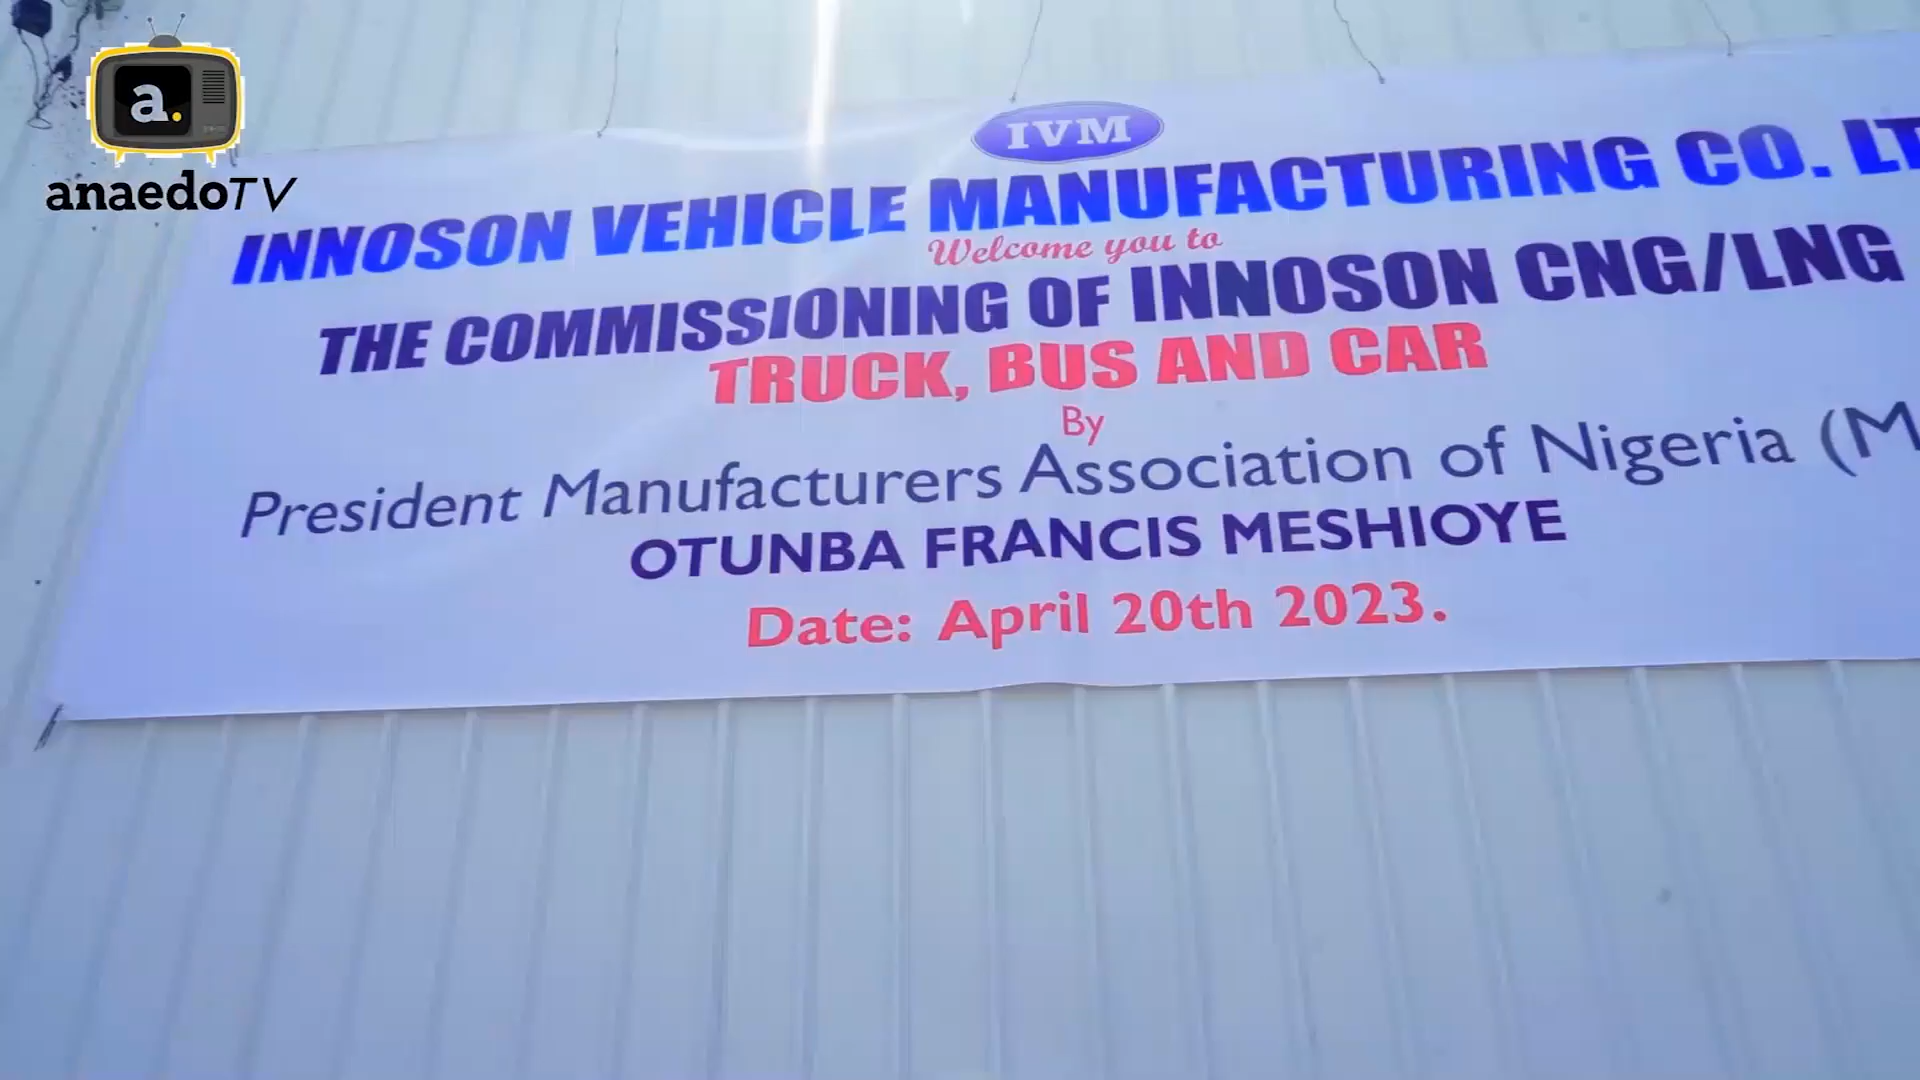 a.
anaedoTV
IVM
INNOSON VEHICLE MANUFACTURING CO. LT
Welcome you to
THE COMMISSIONING OF INNOSON CNG/LNG
TRUCK, BUS AND CAR
By
President Manufacturers Association of Nigeria (M
OTUNBA FRANCIS MESHIOYE
Date: April 20th 2023.